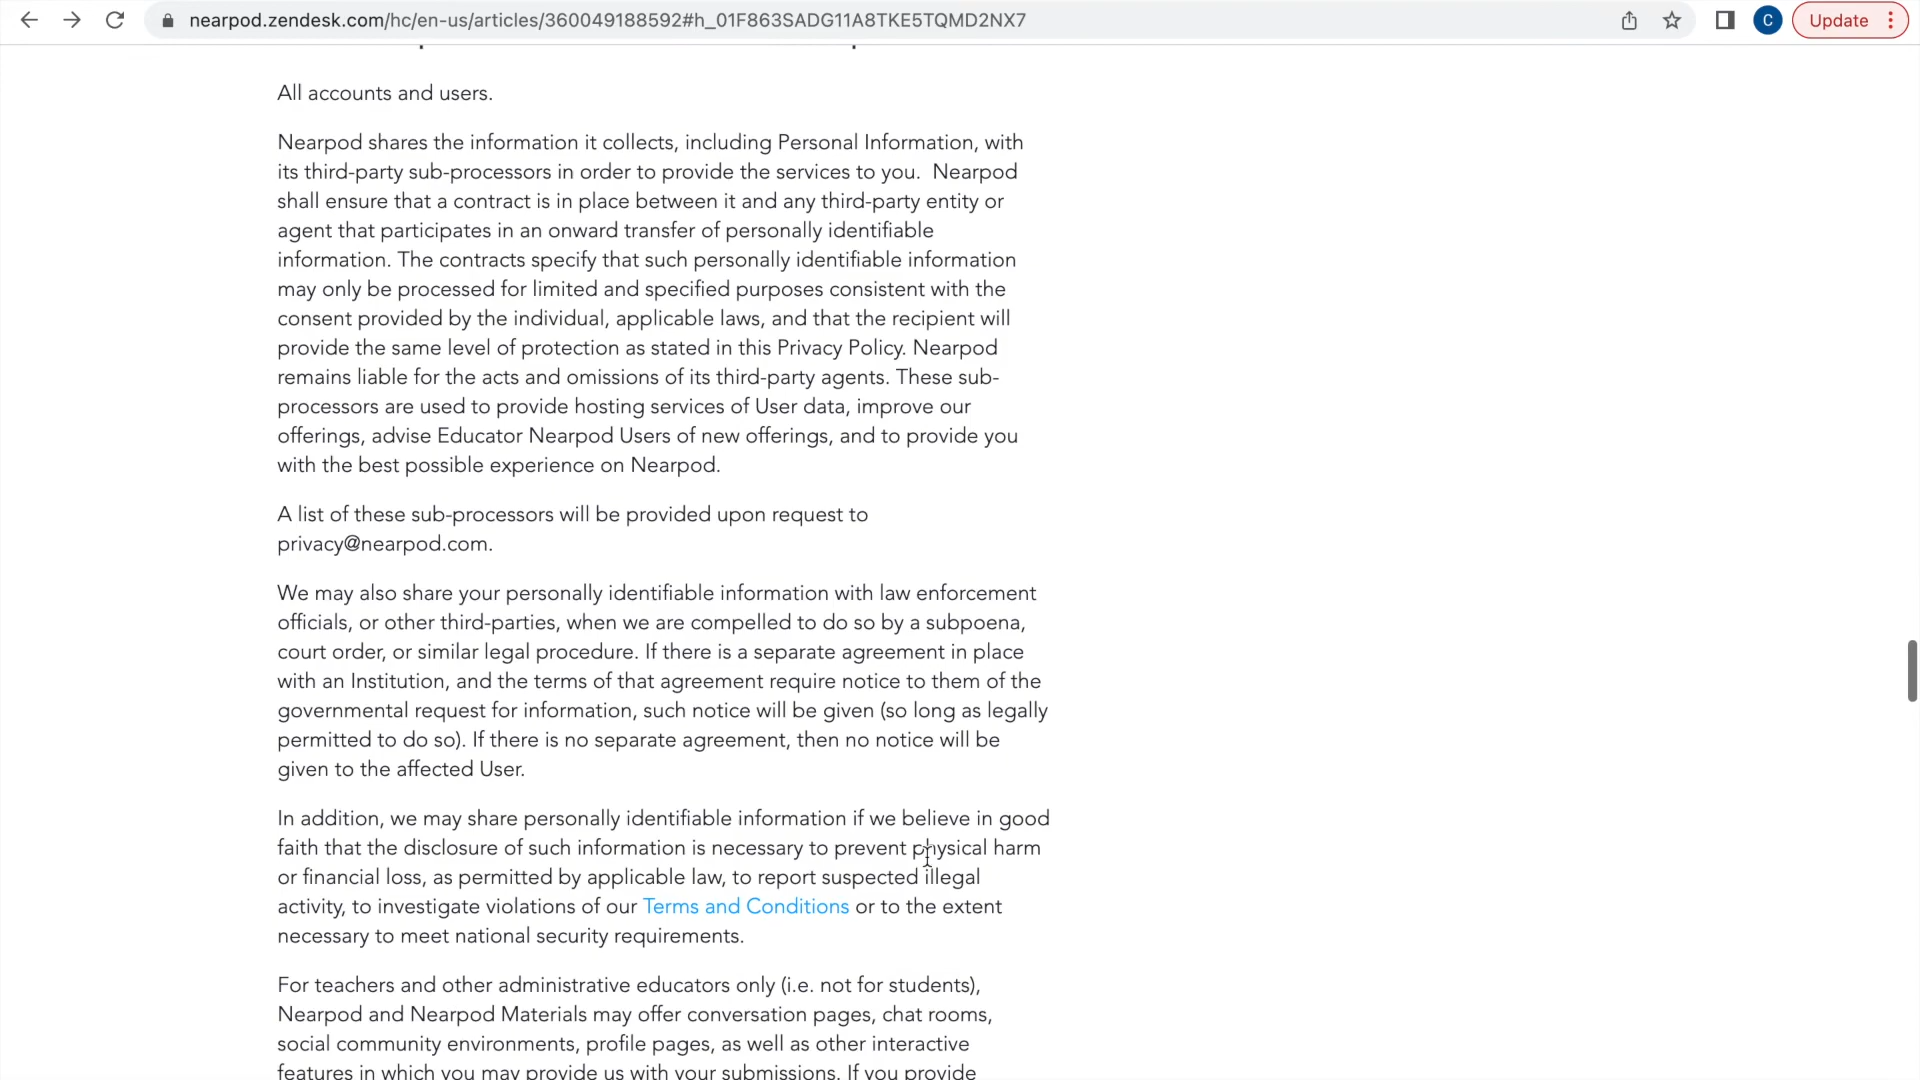 nearpod.zendesk.com/hc/en-us/articles/360049188592#h_01F863SADG11A8TKE5TQMD2NX7
C
Update
All accounts and users.
Nearpod shares the information it collects, including Personal Information, with
its third-party sub-processors in order to provide the services to you.  Nearpod
shall ensure that a contract is in place between it and any third-party entity or
agent that participates in an onward transfer of personally identifiable
information. The contracts specify that such personally identifiable information
may only be processed for limited and specified purposes consistent with the
consent provided by the individual, applicable laws, and that the recipient will
provide the same level of protection as stated in this Privacy Policy. Nearpod
remains liable for the acts and omissions of its third-party agents. These sub-
processors are used to provide hosting services of User data, improve our
offerings, advise Educator Nearpod Users of new offerings, and to provide you
with the best possible experience on Nearpod.
A list of these sub-processors will be provided upon request to
privacy@nearpod.com.
We may also share your personally identifiable information with law enforcement
officials, or other third-parties, when we are compelled to do so by a subpoena,
court order, or similar legal procedure. If there is a separate agreement in place
with an Institution, and the terms of that agreement require notice to them of the
governmental request for information, such notice will be given (so long as legally
permitted to do so). If there is no separate agreement, then no notice will be
given to the affected User.
In addition, we may share personally identifiable information if we believe in good
faith that the disclosure of such information is necessary to prevent physical harm
or financial loss, as permitted by applicable law, to report suspected illegal
activity, to investigate violations of our Terms and Conditions or to the extent
necessary to meet national security requirements.
For teachers and other administrative educators only (i.e. not for students),
Nearpod and Nearpod Materials may offer conversation pages, chat rooms,
social community environments, profile pages, as well as other interactive
features in which you may provide us with your submissions. If you provide